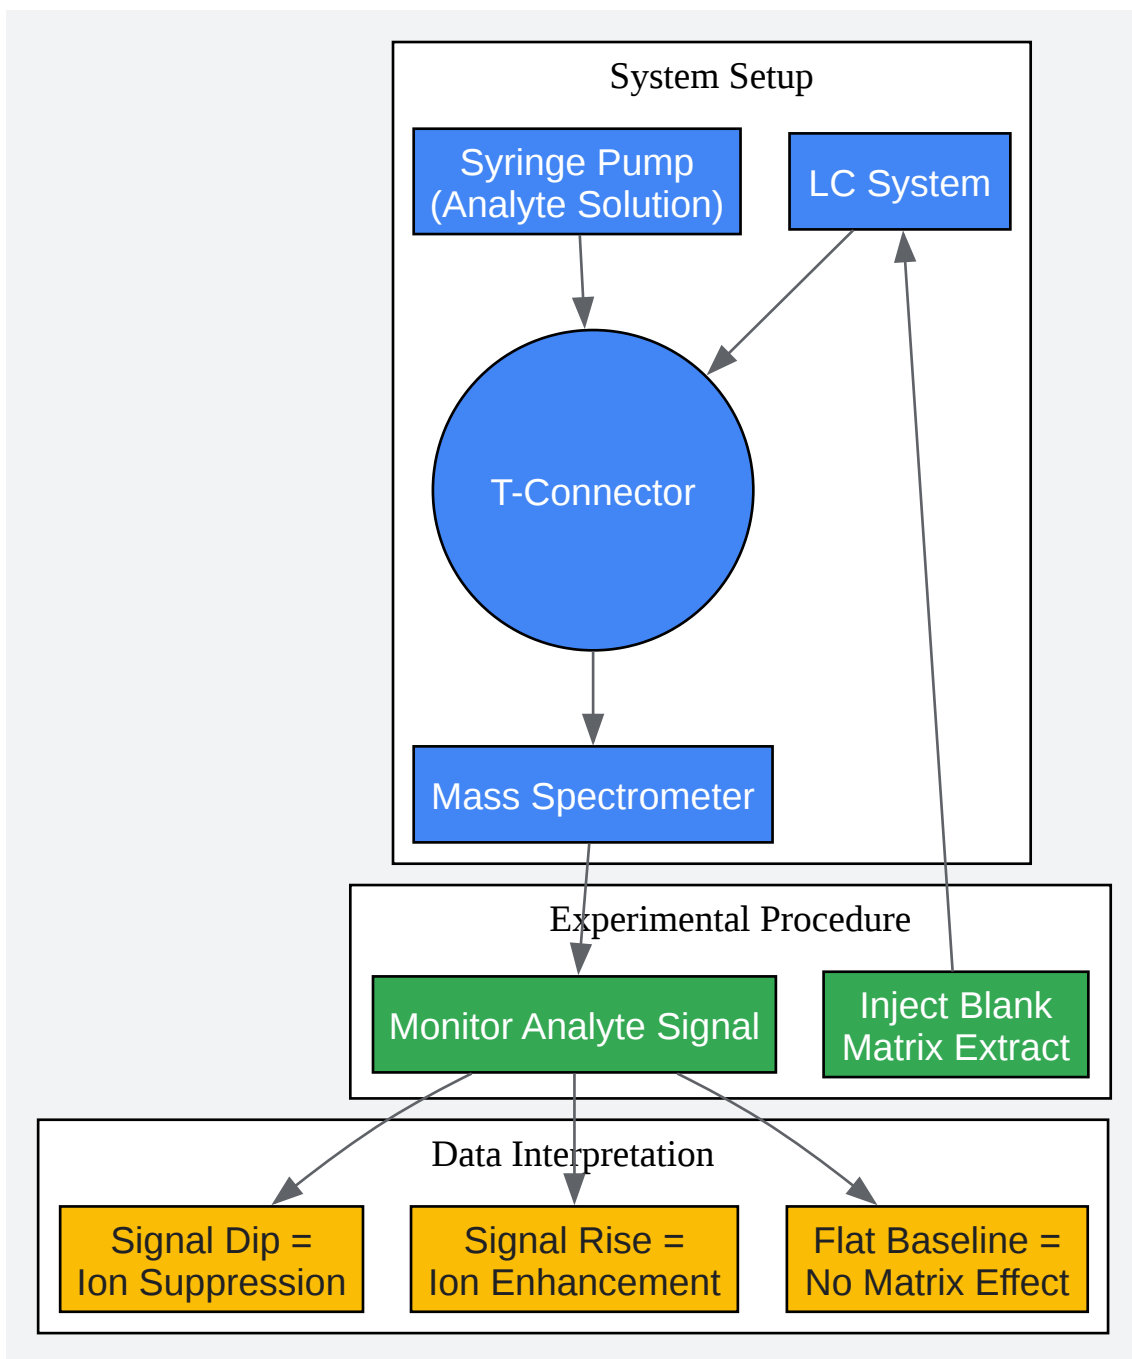 System Setup
Syringe Pump
(Analyte Solution)
LC System
T-Connector
Mass Spectrometer
Experimental Procedure
Monitor Analyte Signal
Inject Blank
Matrix Extract
Data Interpretation
Signal Dip =
Ion Suppression
Signal Rise =
Ion Enhancement
Flat Baseline =
No Matrix Effect